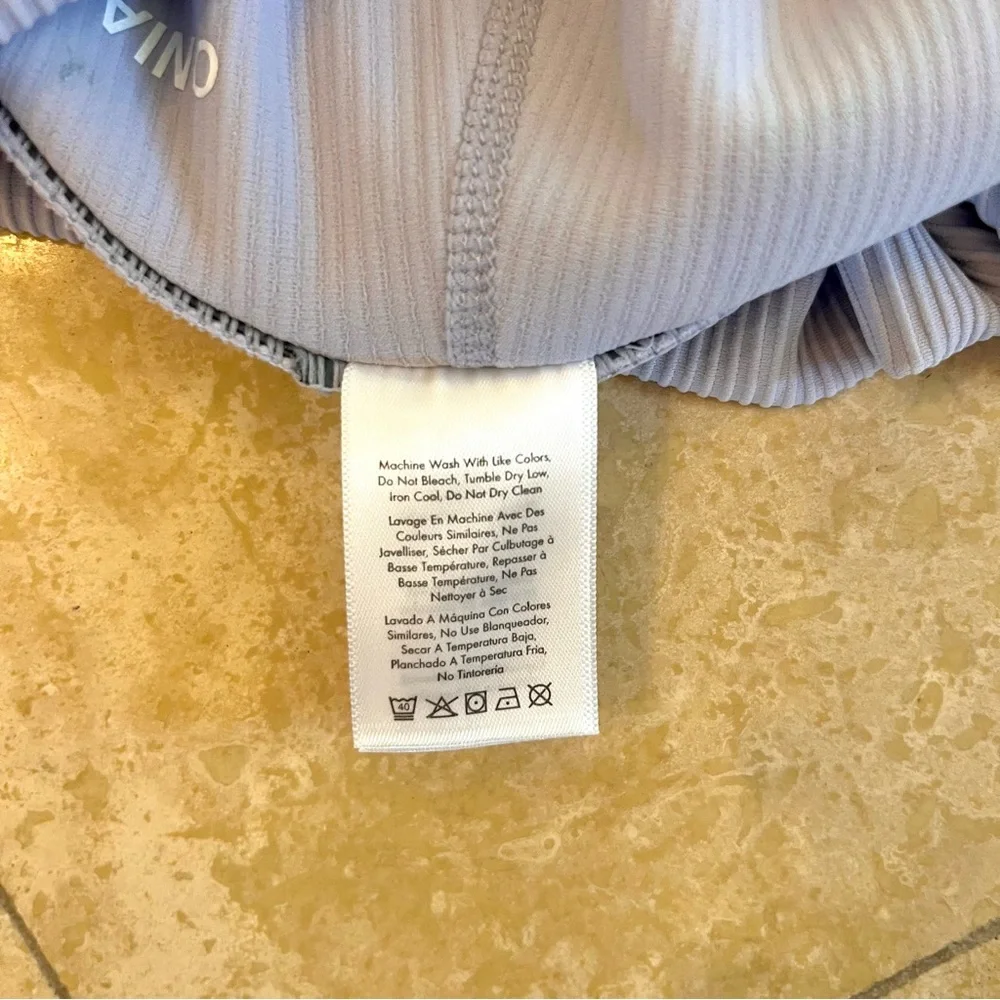 ONIA
Machine Wash With Like Colors,
Do Not Bleach, Tumble Dry Low,
Iron Cool, Do Not Dry Clean
Lavage En Machine Avec Des
Couleurs Similaires, Ne Pas
Javelliser, Sécher Par Culbutage à
Basse Température, Repasser à
Basse Température, Ne Pas
Nettoyer à Sec
Lavado A Máquina Con Colores
Similares, No Use Blanqueador,
Secar A Temperatura Baja,
Planchado A Temperatura Fria,
No Tintorería
40